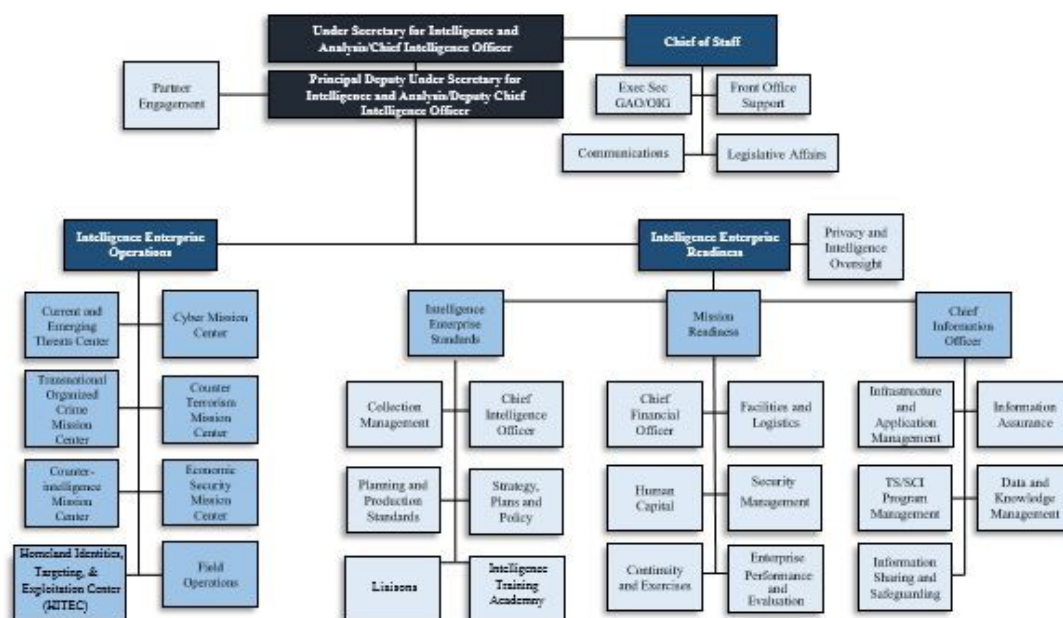 Under Secretary for Intelligence and
Analysis/Chief Intelligence Officer
Chief of Staff
Partner
Engagement
Principal Deputy Under Secretary for
Intelligence and Analysis/Deputy Chief
Intelligence Officer
Exec Sec
GAO/OIG
Front Office
Support
Communications
Legislative Affairs
Intelligence Enterprise
Operations
Intelligence Enterprise
Readiness
Privacy and
Intelligence
Oversight
Current and
Emerging
Threats Center
Cyber Mission
Center
Transnational
Organized
Crime
Mission
Center
Counter
Terrorism
Mission
Center
Counter-
intelligence
Mission
Center
Economic
Security
Mission
Center
Homeland Identities,
Targeting, &
Exploitation Center
(HITEC)
Field
Operations
Intelligence
Enterprise
Standards
Collection
Management
Chief
Intelligence
Officer
Planning and
Production
Standards
Strategy,
Plans and
Policy
Liaisons
Intelligence
Training
Academy
Mission
Readiness
Chief
Financial
Officer
Facilities and
Logistics
Human
Capital
Security
Management
Continuity
and Exercises
Enterprise
Performance
and
Evaluation
Chief
Information
Officer
Infrastructure
and
Application
Management
Information
Assurance
TS/SCI
Program
Management
Data and
Knowledge
Management
Information
Sharing and
Safeguarding